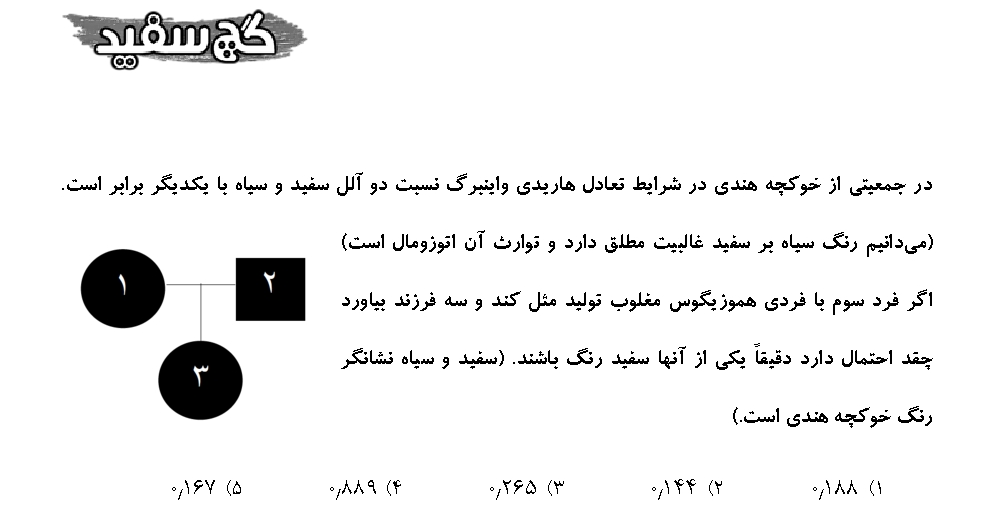 گچ سفید
در جمعیتی از خوکچه هندی در شرایط تعادل هاریدی واینبرگ نسبت دو آلل سفید و سیاه با یکدیگر برابر است.
(می‌دانیم رنگ سیاه بر سفید غالبیت مطلق دارد و توارث آن اتوزومال است)
اگر فرد سوم با فردی هموزیگوس مغلوب تولید مثل کند و سه فرزند بیاورد
چقد احتمال دارد دقیقاً یکی از آنها سفید رنگ باشند. (سفید و سیاه نشانگر
رنگ خوکچه هندی است.)
۱
۲
۳
۱) ۰٫۱۸۸ ۲) ۰٫۱۴۴ ۳) ۰٫۲۶۵ ۴) ۰٫۸۸۹ ۵) ۰٫۱۶۷